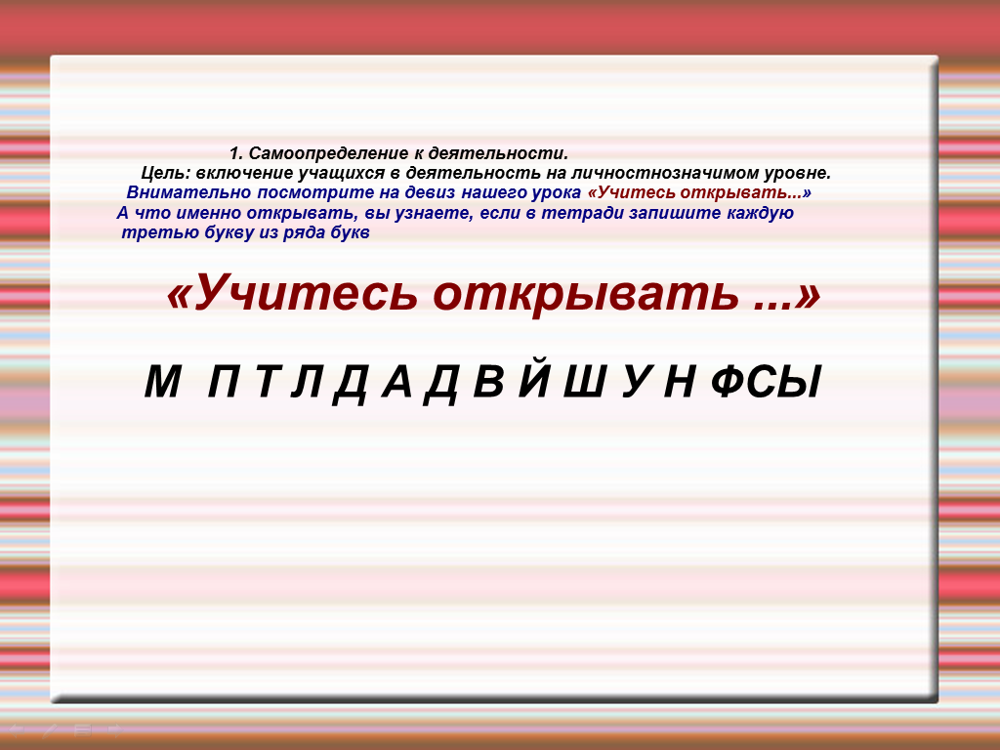 1. Самоопределение к деятельности.
Цель: включение учащихся в деятельность на личностнозначимом уровне.
Внимательно посмотрите на девиз нашего урока «Учитесь открывать...»
А что именно открывать, вы узнаете, если в тетради запишите каждую
третью букву из ряда букв
«Учитесь открывать ...»
М П Т Л Д А Д В Й Ш У Н ФСЫ